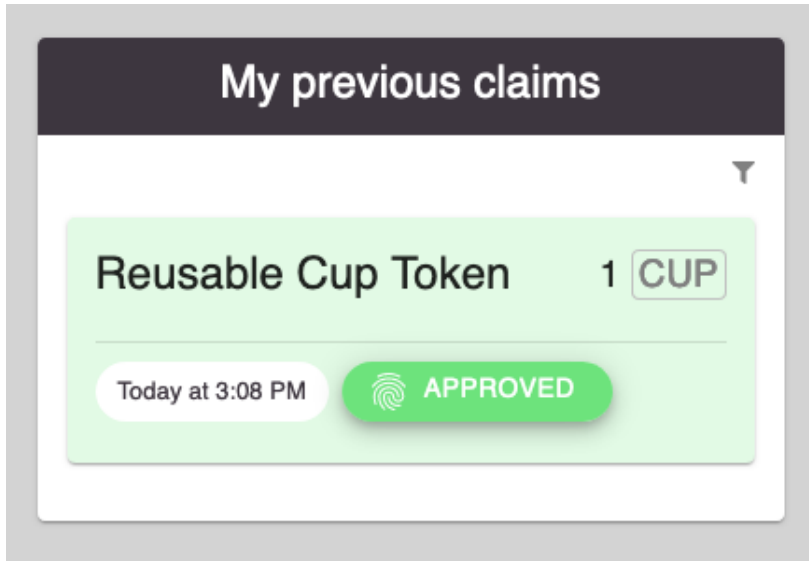 My previous claims
Reusable Cup Token 1 CUP
Today at 3:08 PM APPROVED